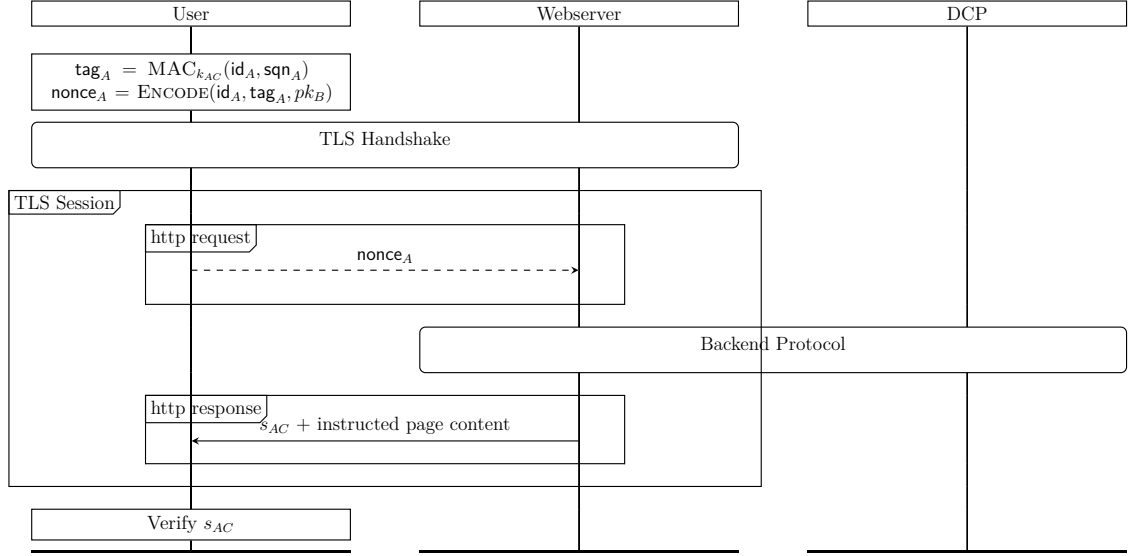 User
Webserver
DCP
tag_A = MAC_{k_{AC}}(id_A, sqn_A)
nonce_A = ENCODE(id_A, tag_A, pk_B)
TLS Handshake
TLS Session
http request
nonce_A
Backend Protocol
http response
s_{AC} + instructed page content
Verify s_{AC}